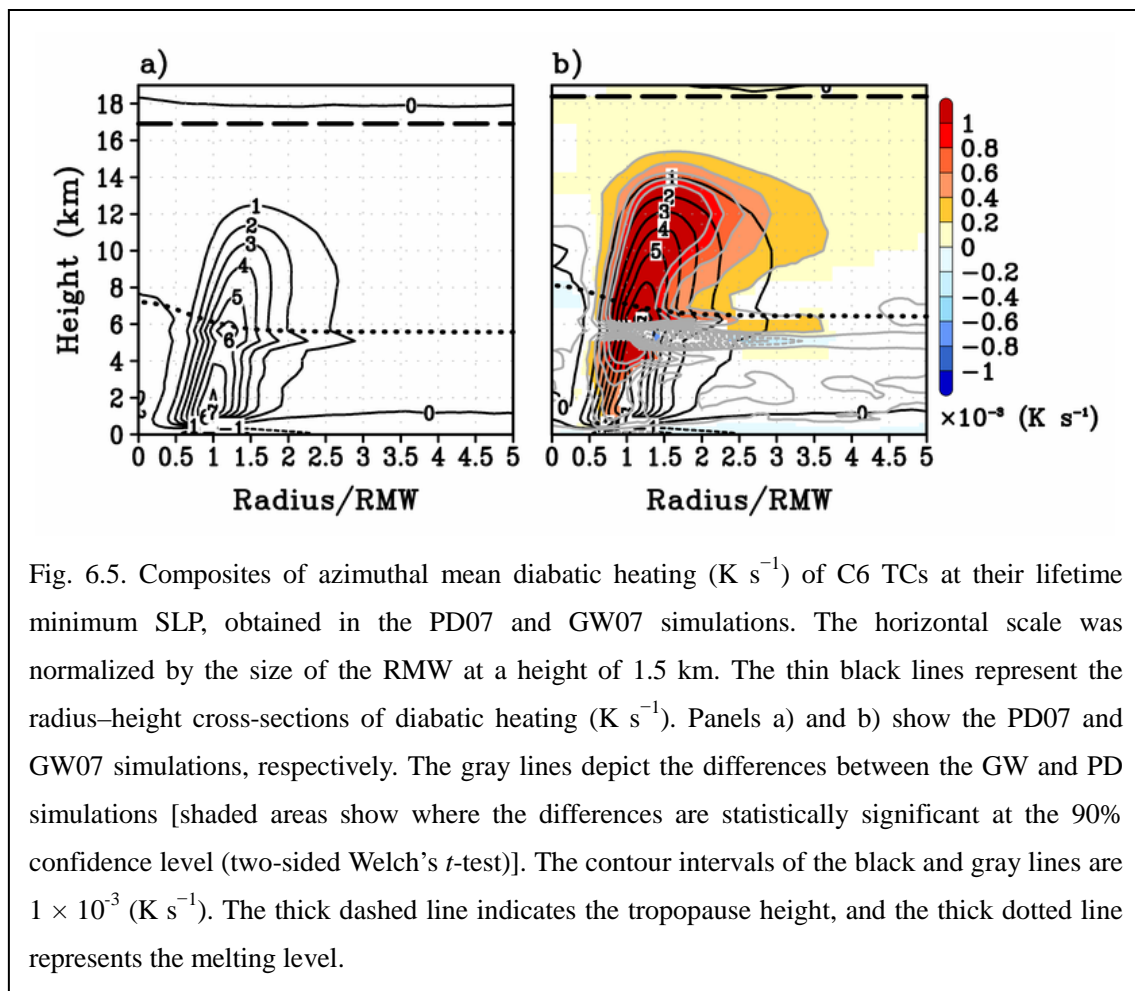 a)
b)
Height (km)
18
16
14
12
10
8
6
4
2
0
0 0.5 1 1.5 2 2.5 3 3.5 4 4.5 5
Radius/RMW
0
1
2
3
4
5
6
7
-1
0
0 0.5 1 1.5 2 2.5 3 3.5 4 4.5 5
Radius/RMW
2
3
4
5
0
0
1
0.8
0.6
0.4
0.2
0
−0.2
−0.4
−0.6
−0.8
−1
×10⁻³ (K s⁻¹)
Fig. 6.5. Composites of azimuthal mean diabatic heating (K s⁻¹) of C6 TCs at their lifetime
minimum SLP, obtained in the PD07 and GW07 simulations. The horizontal scale was
normalized by the size of the RMW at a height of 1.5 km. The thin black lines represent the
radius–height cross-sections of diabatic heating (K s⁻¹). Panels a) and b) show the PD07 and
GW07 simulations, respectively. The gray lines depict the differences between the GW and PD
simulations [shaded areas show where the differences are statistically significant at the 90%
confidence level (two-sided Welch's t-test)]. The contour intervals of the black and gray lines are
1 × 10⁻³ (K s⁻¹). The thick dashed line indicates the tropopause height, and the thick dotted line
represents the melting level.